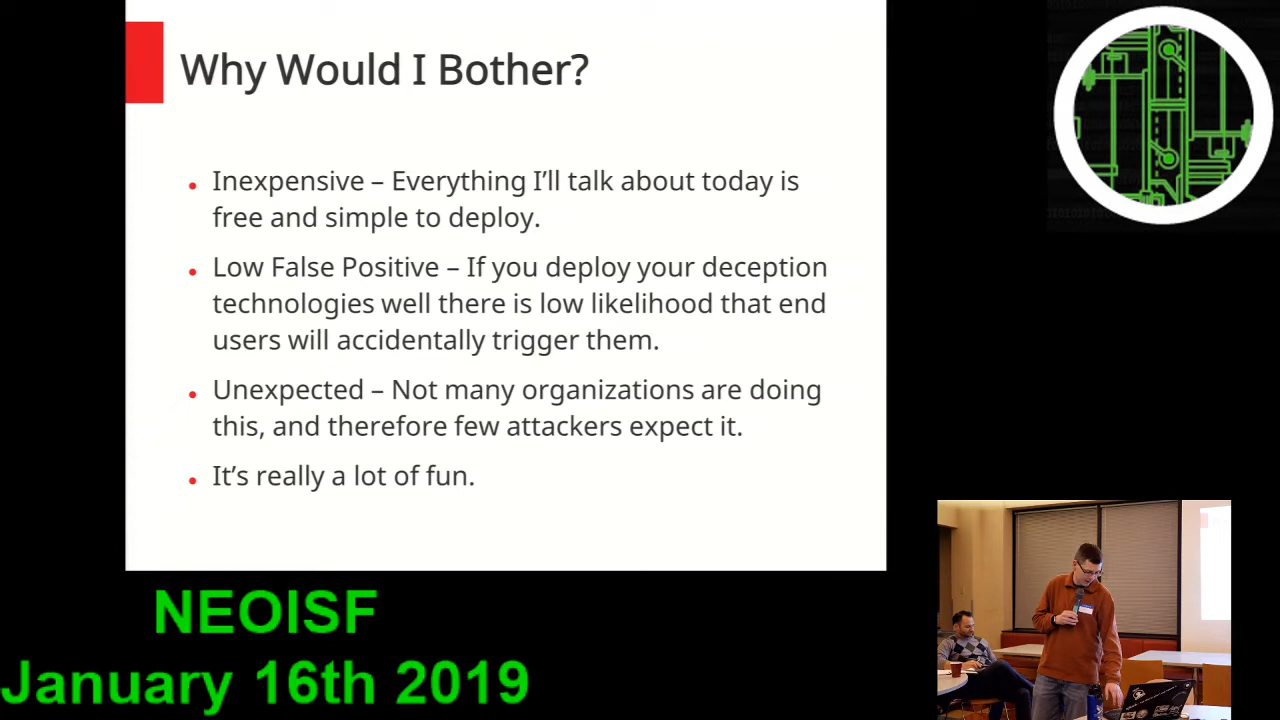 Why Would I Bother?
• Inexpensive – Everything I’ll talk about today is
free and simple to deploy.
• Low False Positive – If you deploy your deception
technologies well there is low likelihood that end
users will accidentally trigger them.
• Unexpected – Not many organizations are doing
this, and therefore few attackers expect it.
• It’s really a lot of fun.
NEOISF
January 16th 2019